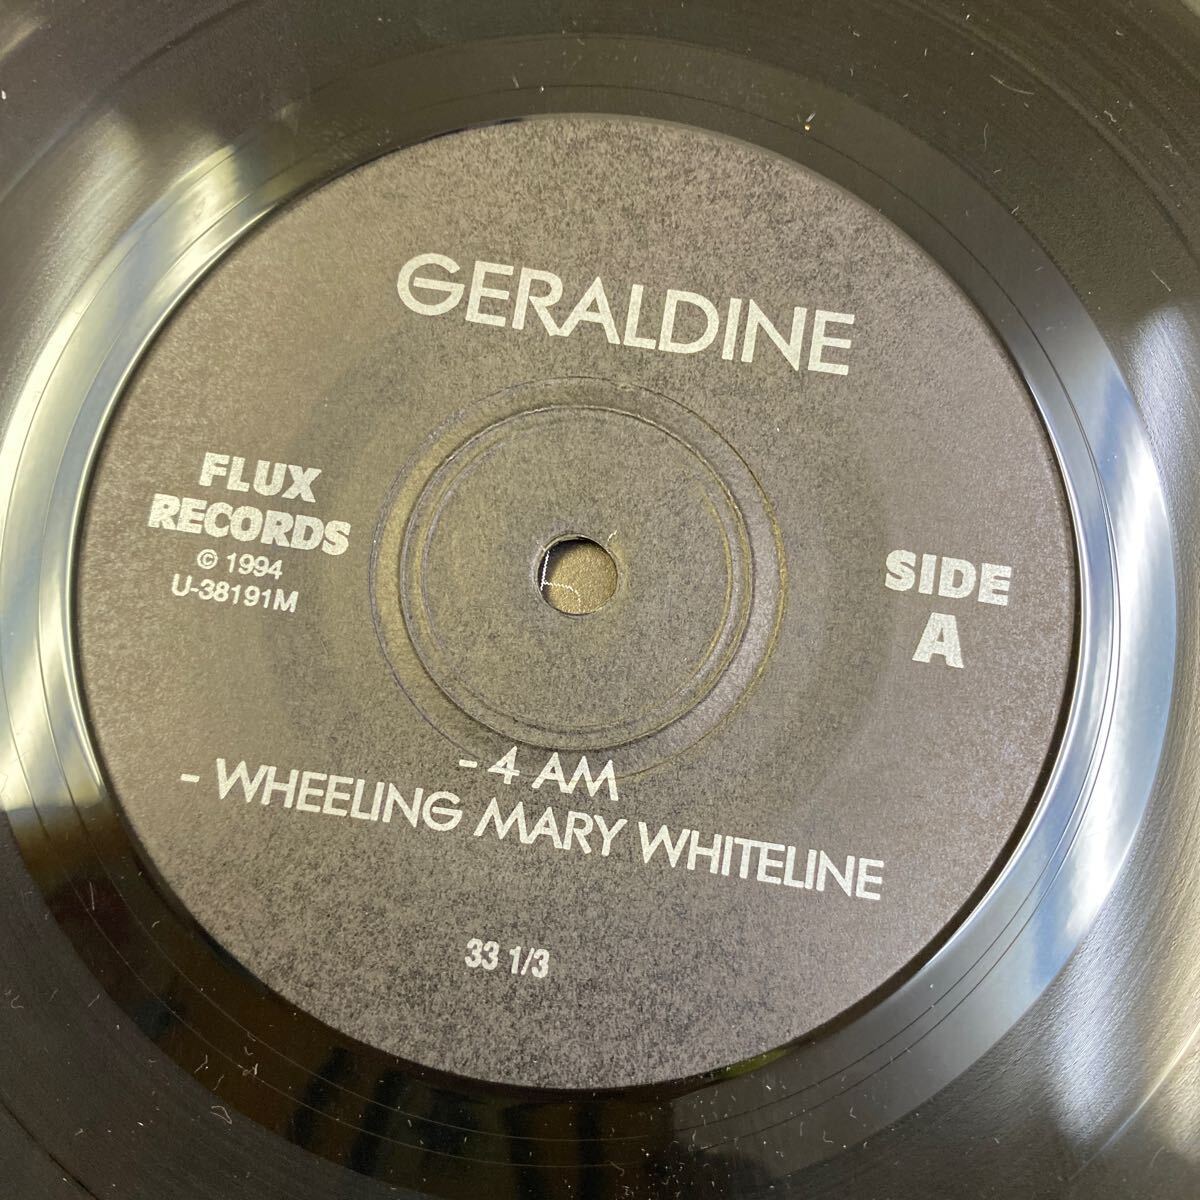 GERALDINE
FLUX
RECORDS
© 1994
U-38191M
SIDE
A
- 4 AM
- WHEELING MARY WHITELINE
33 1/3